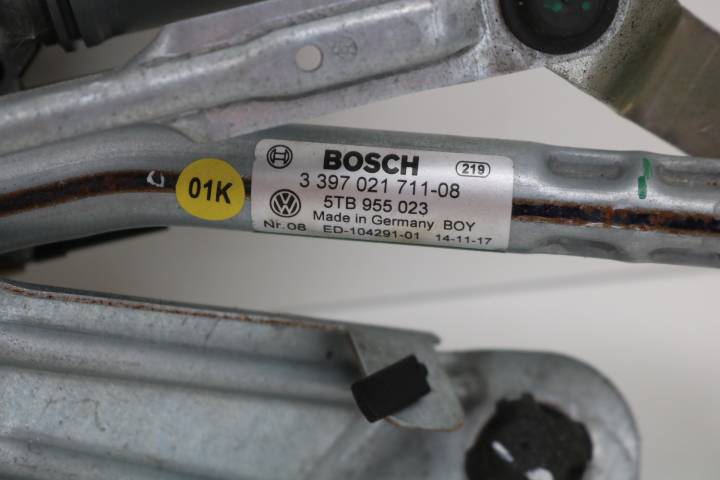 BOSCH 219
3 397 021 711-08
01K
5TB 955 023
Made in Germany BOY
Nr. 08 ED-104291-01 14-11-17